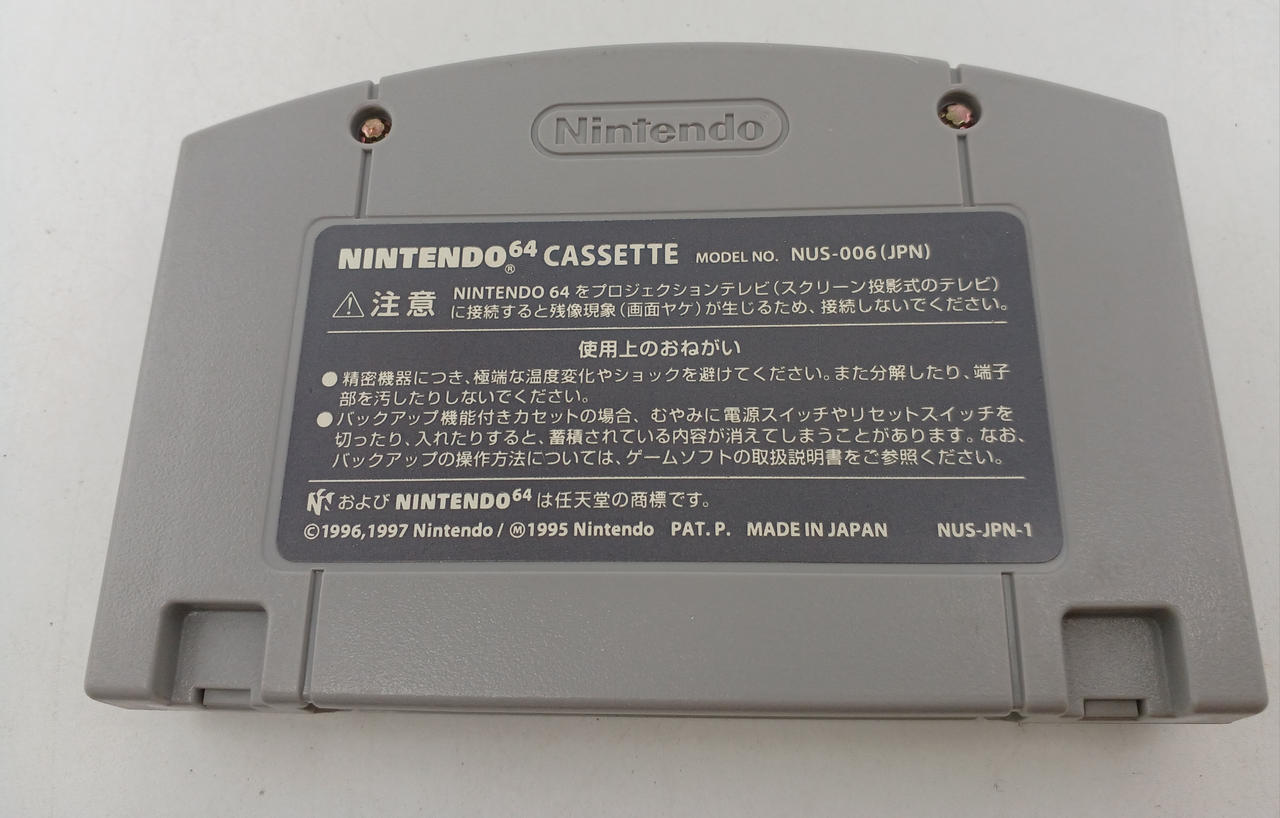 Nintendo
NINTENDO64® CASSETTE MODEL NO. NUS-006(JPN)
⚠注意 NINTENDO 64 をプロジェクションテレビ(スクリーン投影式のテレビ)
に接続すると残像現象(画面ヤケ)が生じるため、接続しないでください。
使用上のおねがい
●精密機器につき、極端な温度変化やショックを避けてください。また分解したり、端子
部を汚したりしないでください。
●バックアップ機能付きカセットの場合、むやみに電源スイッチやリセットスイッチを
切ったり、入れたりすると、蓄積されている内容が消えてしまうことがあります。なお、
バックアップの操作方法については、ゲームソフトの取扱説明書をご参照ください。
および NINTENDO64 は任天堂の商標です。
©1996,1997 Nintendo / Ⓜ1995 Nintendo PAT. P. MADE IN JAPAN NUS-JPN-1